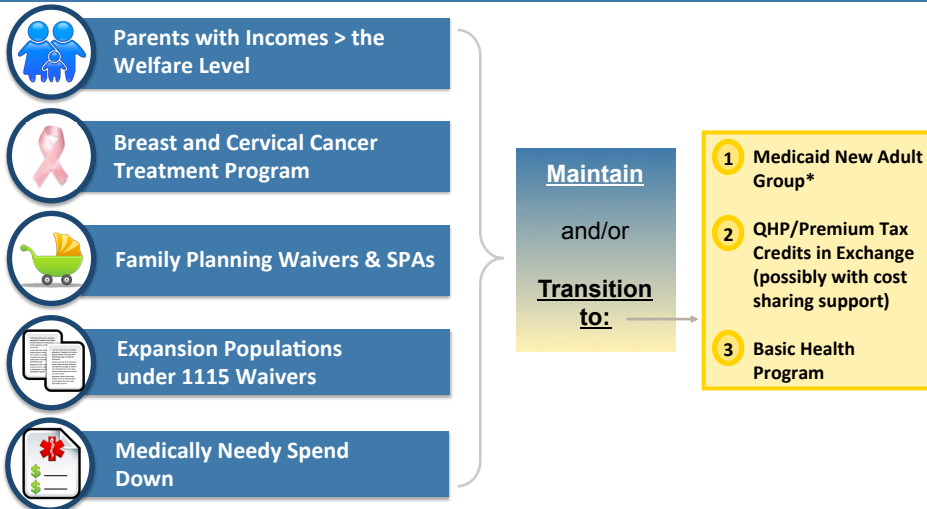 Parents with Incomes > the
Welfare Level
Breast and Cervical Cancer
Treatment Program
Family Planning Waivers & SPAs
Expansion Populations
under 1115 Waivers
Medically Needy Spend
Down
$
$
Maintain
and/or
Transition
to:
1 Medicaid New Adult
Group*
2 QHP/Premium Tax
Credits in Exchange
(possibly with cost
sharing support)
3 Basic Health
Program